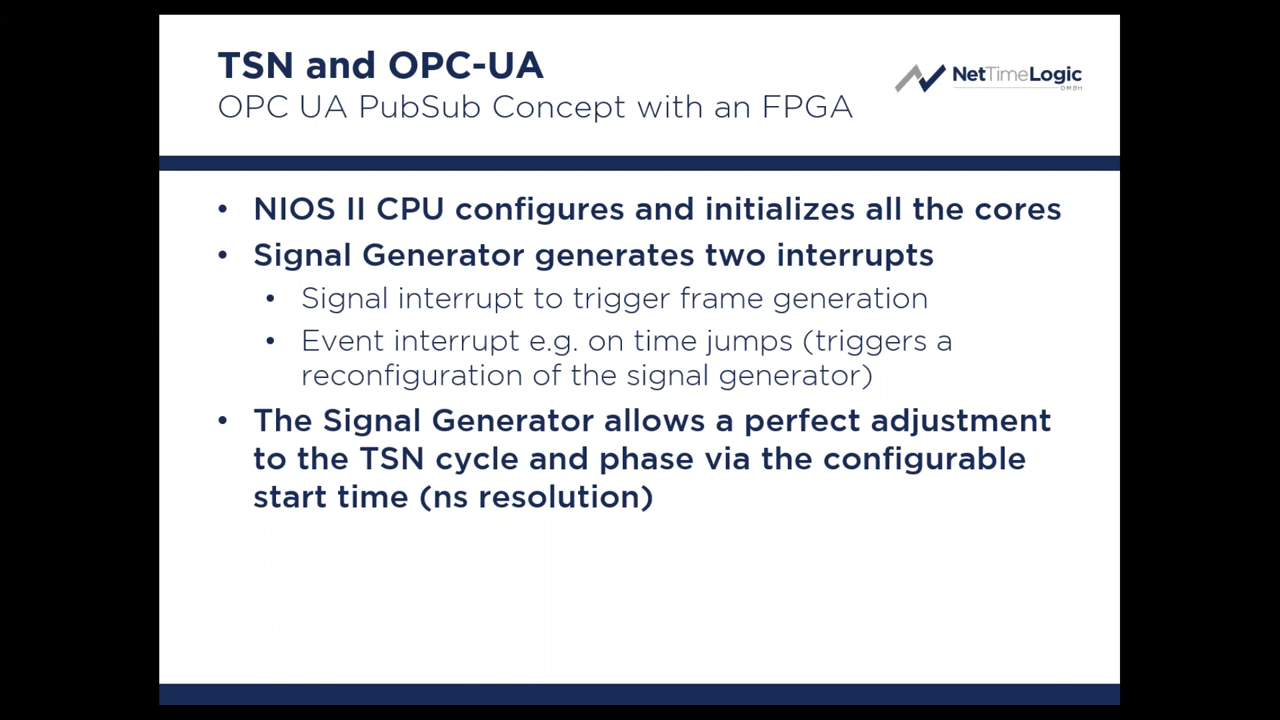 TSN and OPC-UA
OPC UA PubSub Concept with an FPGA
NetTimeLogic
GMBH
• NIOS II CPU configures and initializes all the cores
• Signal Generator generates two interrupts
• Signal interrupt to trigger frame generation
• Event interrupt e.g. on time jumps (triggers a
reconfiguration of the signal generator)
• The Signal Generator allows a perfect adjustment
to the TSN cycle and phase via the configurable
start time (ns resolution)